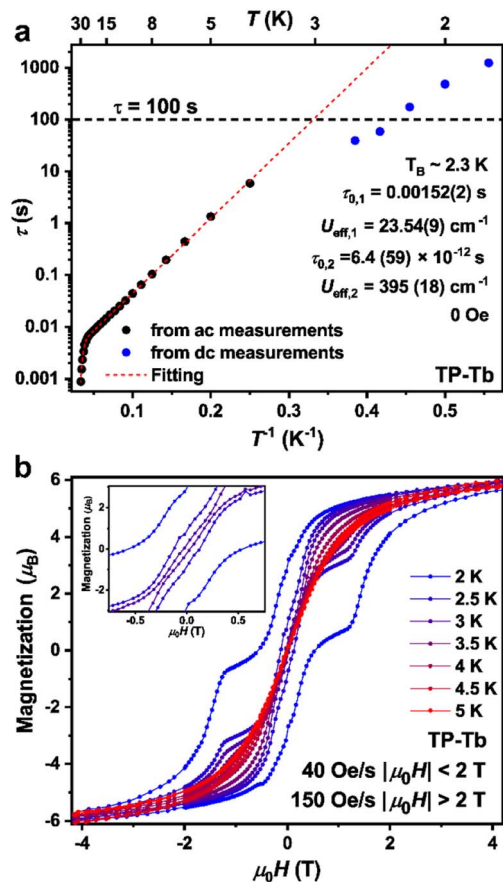 a
T (K)
30 15 8 5 3 2
1000
100
10
1
0.1
0.01
0.001
τ (s)
τ = 100 s
T_B ~ 2.3 K
τ_0,1 = 0.00152(2) s
U_eff,1 = 23.54(9) cm⁻¹
τ_0,2 =6.4 (59) × 10⁻¹² s
U_eff,2 = 395 (18) cm⁻¹
0 Oe
from ac measurements
from dc measurements
Fitting
TP-Tb
0.1 0.2 0.3 0.4 0.5
T⁻¹ (K⁻¹)
b
6
4
2
0
-2
-4
-6
Magnetization (μ_B)
2
0
-2
Magnetization (μ_B)
-0.5 0.0 0.5
μ₀H (T)
2 K
2.5 K
3 K
3.5 K
4 K
4.5 K
5 K
TP-Tb
40 Oe/s |μ₀H| < 2 T
150 Oe/s |μ₀H| > 2 T
-4 -2 0 2 4
μ₀H (T)